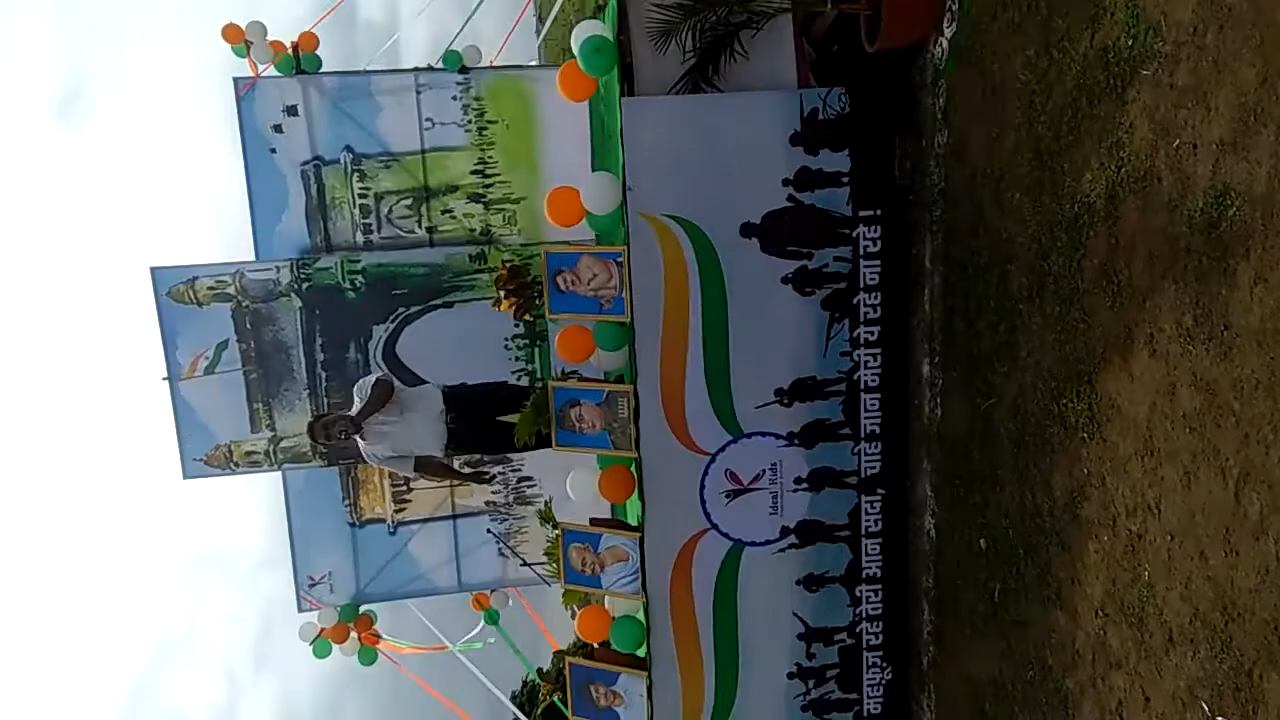 Ideal Kids
महफूज़ रहे तेरी आन सदा, चाहे जान मेरी ये रहे ना रहे !